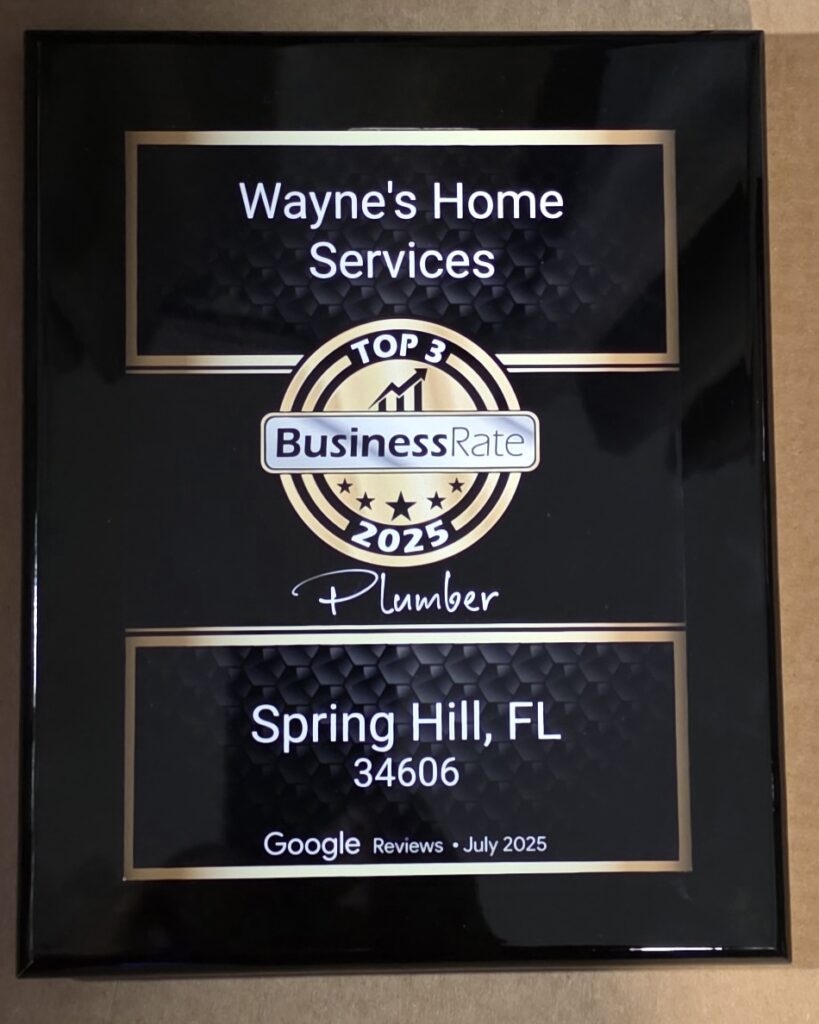 Wayne's Home
Services
TOP 3
BusinessRate
2025
Plumber
Spring Hill, FL
34606
Google Reviews • July 2025